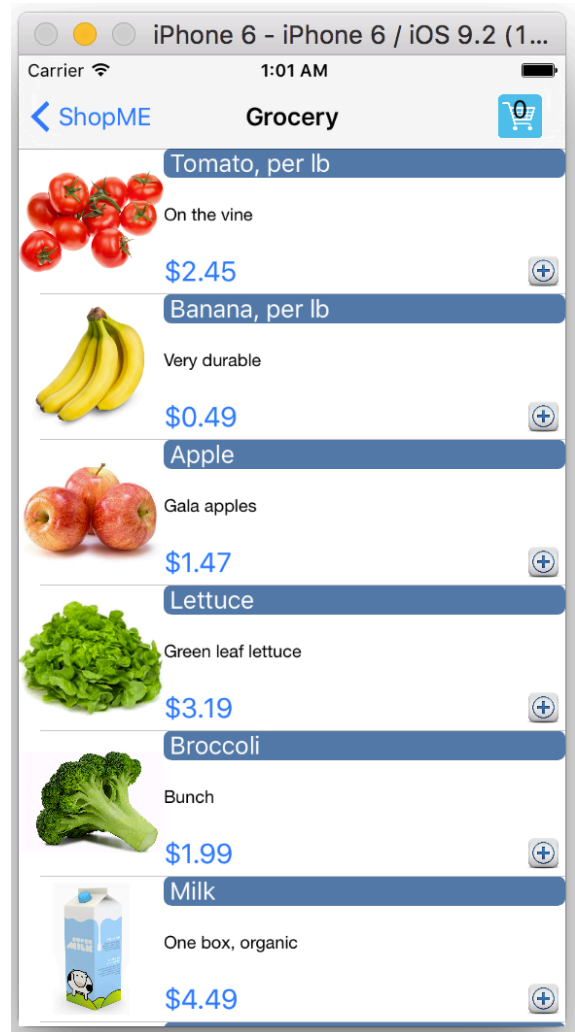 iPhone 6 - iPhone 6 / iOS 9.2 (1...
Carrier 1:01 AM
ShopME Grocery 0
Tomato, per lb
On the vine
$2.45
Banana, per lb
Very durable
$0.49
Apple
Gala apples
$1.47
Lettuce
Green leaf lettuce
$3.19
Broccoli
Bunch
$1.99
Milk
One box, organic
MILK
$4.49